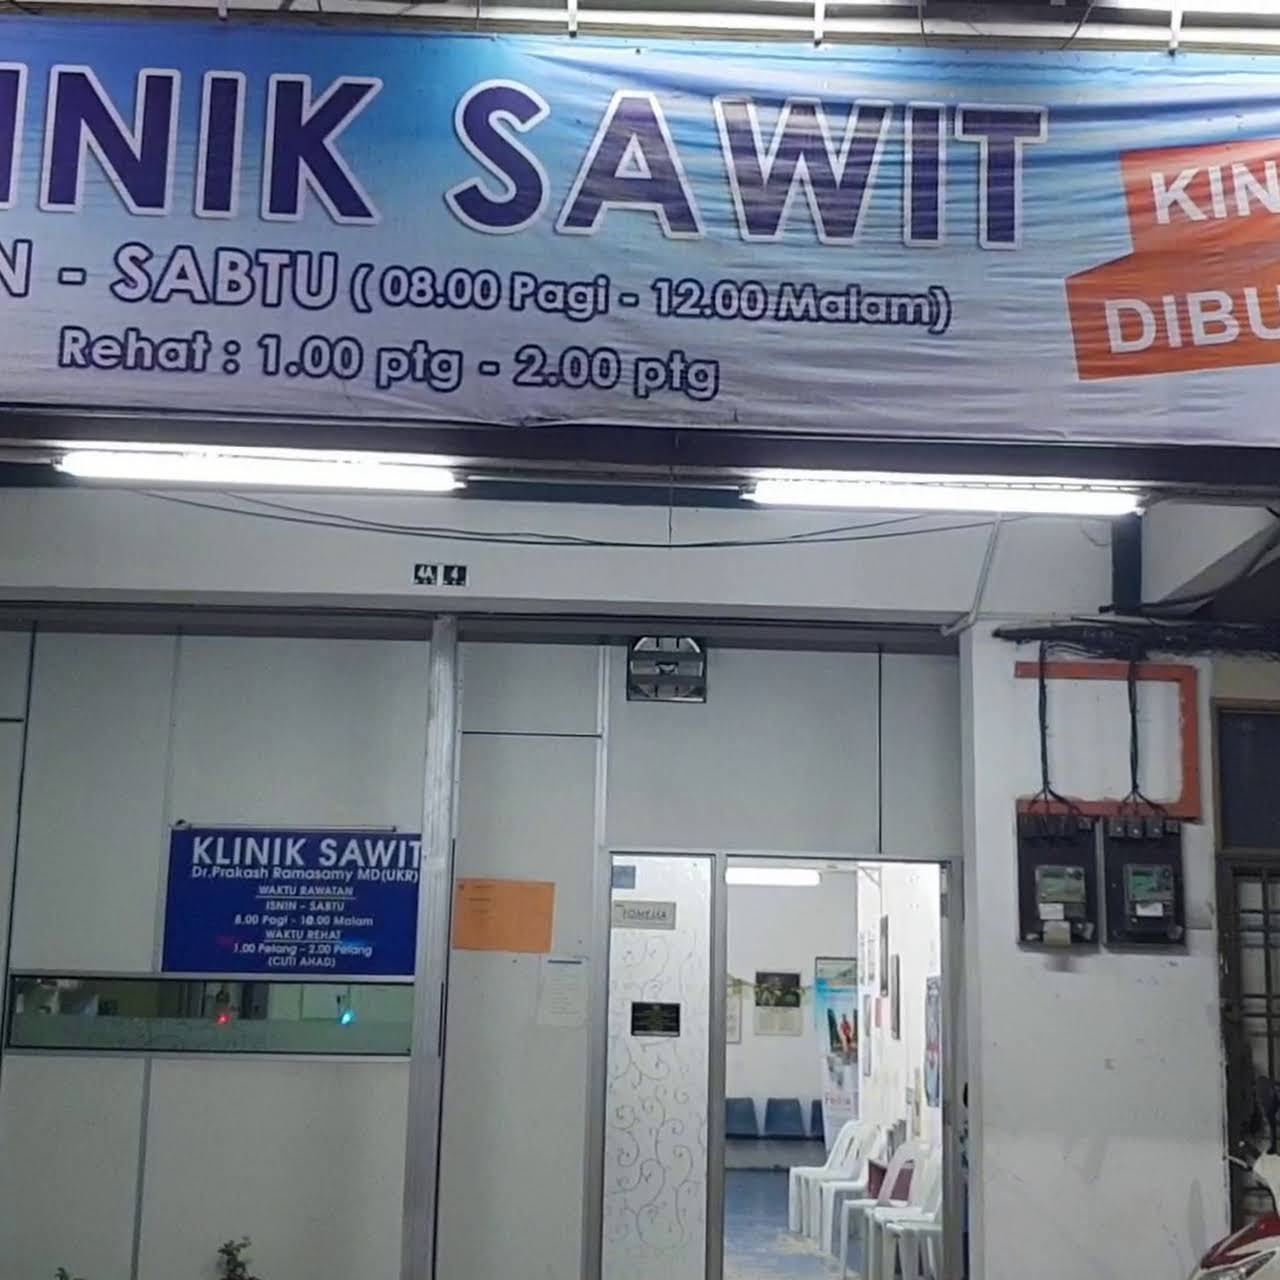 INIK SAWIT
N - SABTU ( 08.00 Pagi - 12.00 Malam)
Rehat : 1.00 ptg - 2.00 ptg
KIN
DIBU
4A 4
KLINIK SAWIT
Dr.Prakash Ramasamy MD(UKR)
WAKTU RAWATAN
ISNIN - SABTU
8.00 Pagi - 10.00 Malam
WAKTU REHAT
1.00 Petang - 2.00 Petang
(CUTI AHAD)